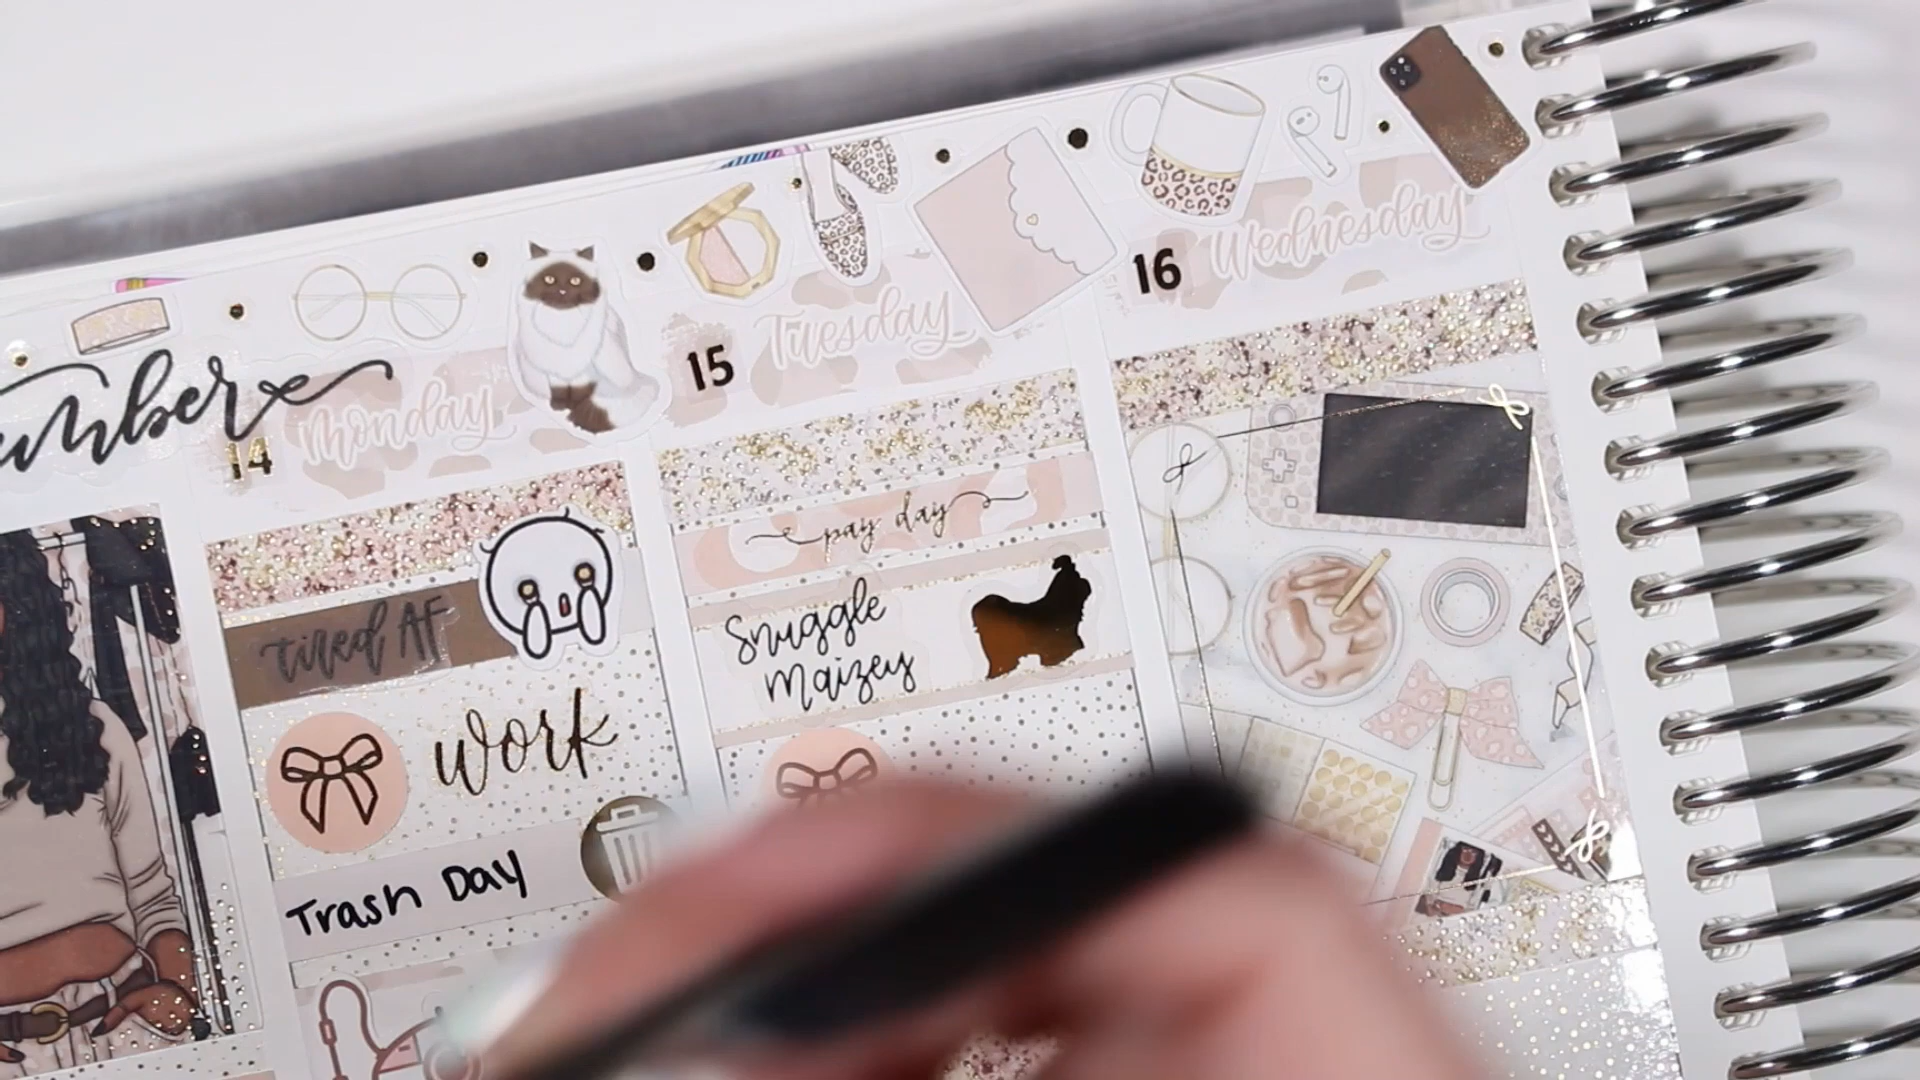 mber
14
Monday
15
Tuesday
16
Wednesday
tired AF
work
Trash Day
pay day
Snuggle
Maizey